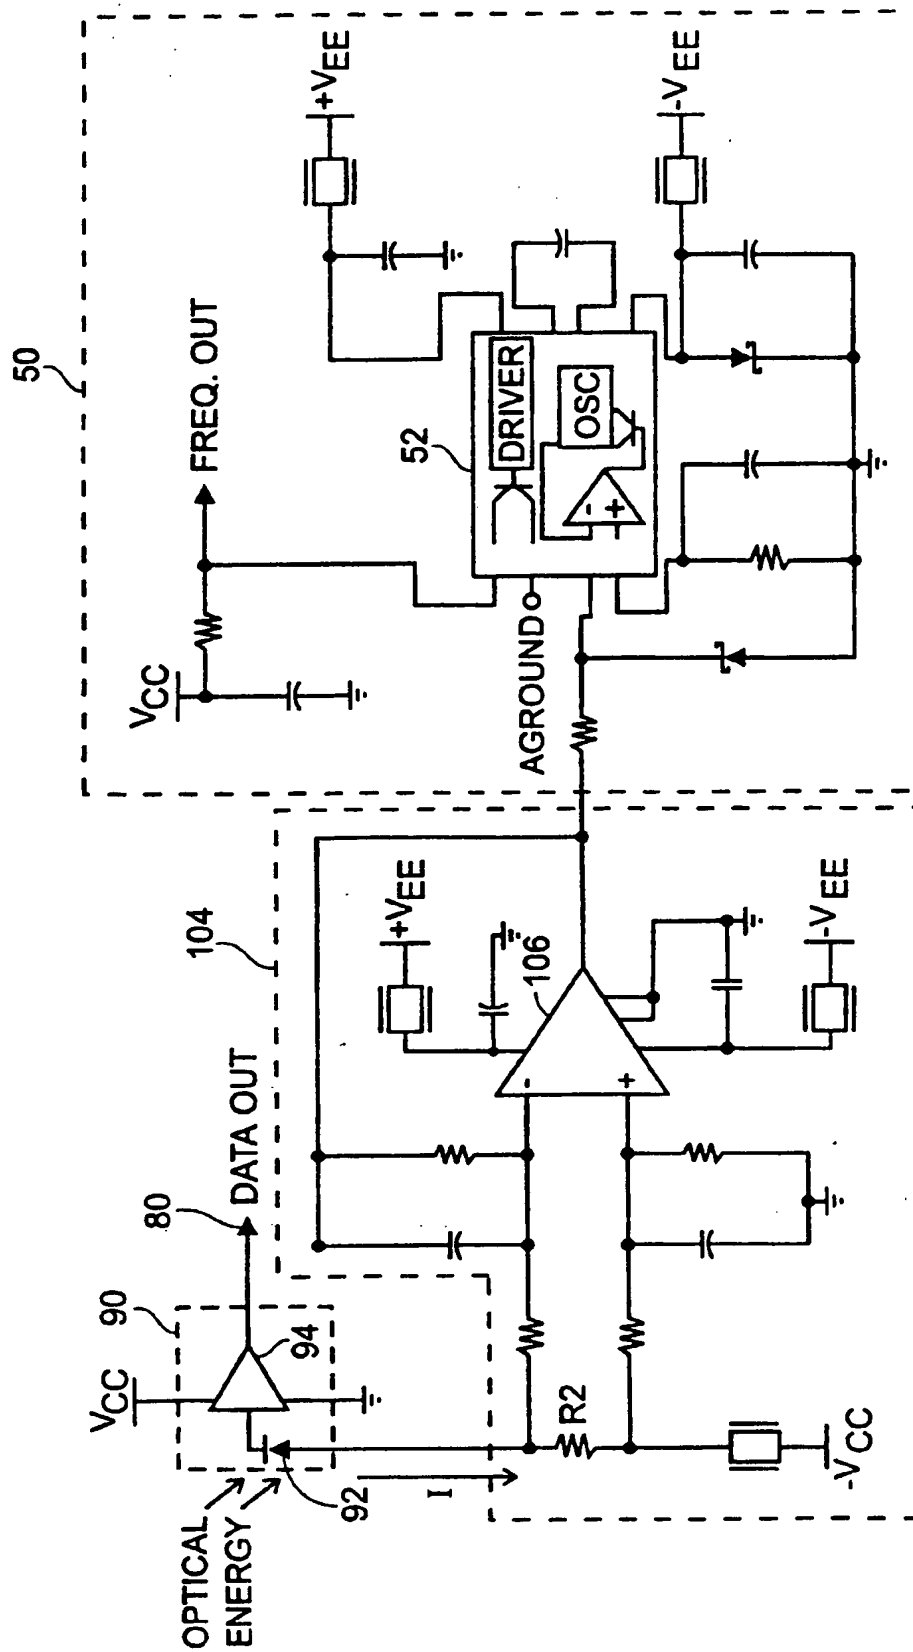 50
VCC
FREQ. OUT
+VEE
52
DRIVER
OSC
-
+
AGROUND
-VEE
104
+VEE
106
-
+
-VEE
VCC
90
80
DATA OUT
94
OPTICAL
ENERGY
92
I
R2
-VCC